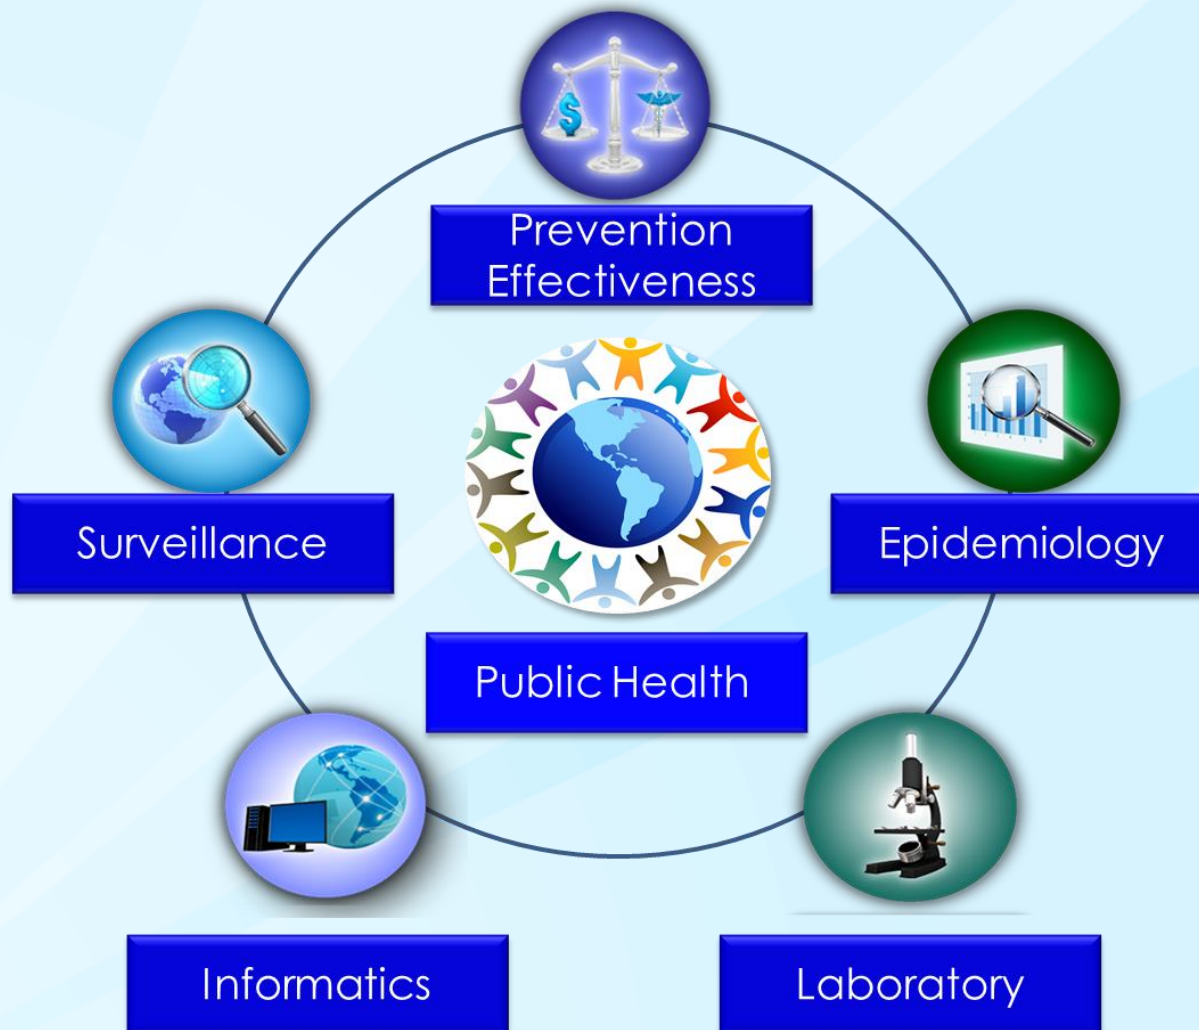 Prevention
Effectiveness
Surveillance
Epidemiology
Public Health
Informatics
Laboratory